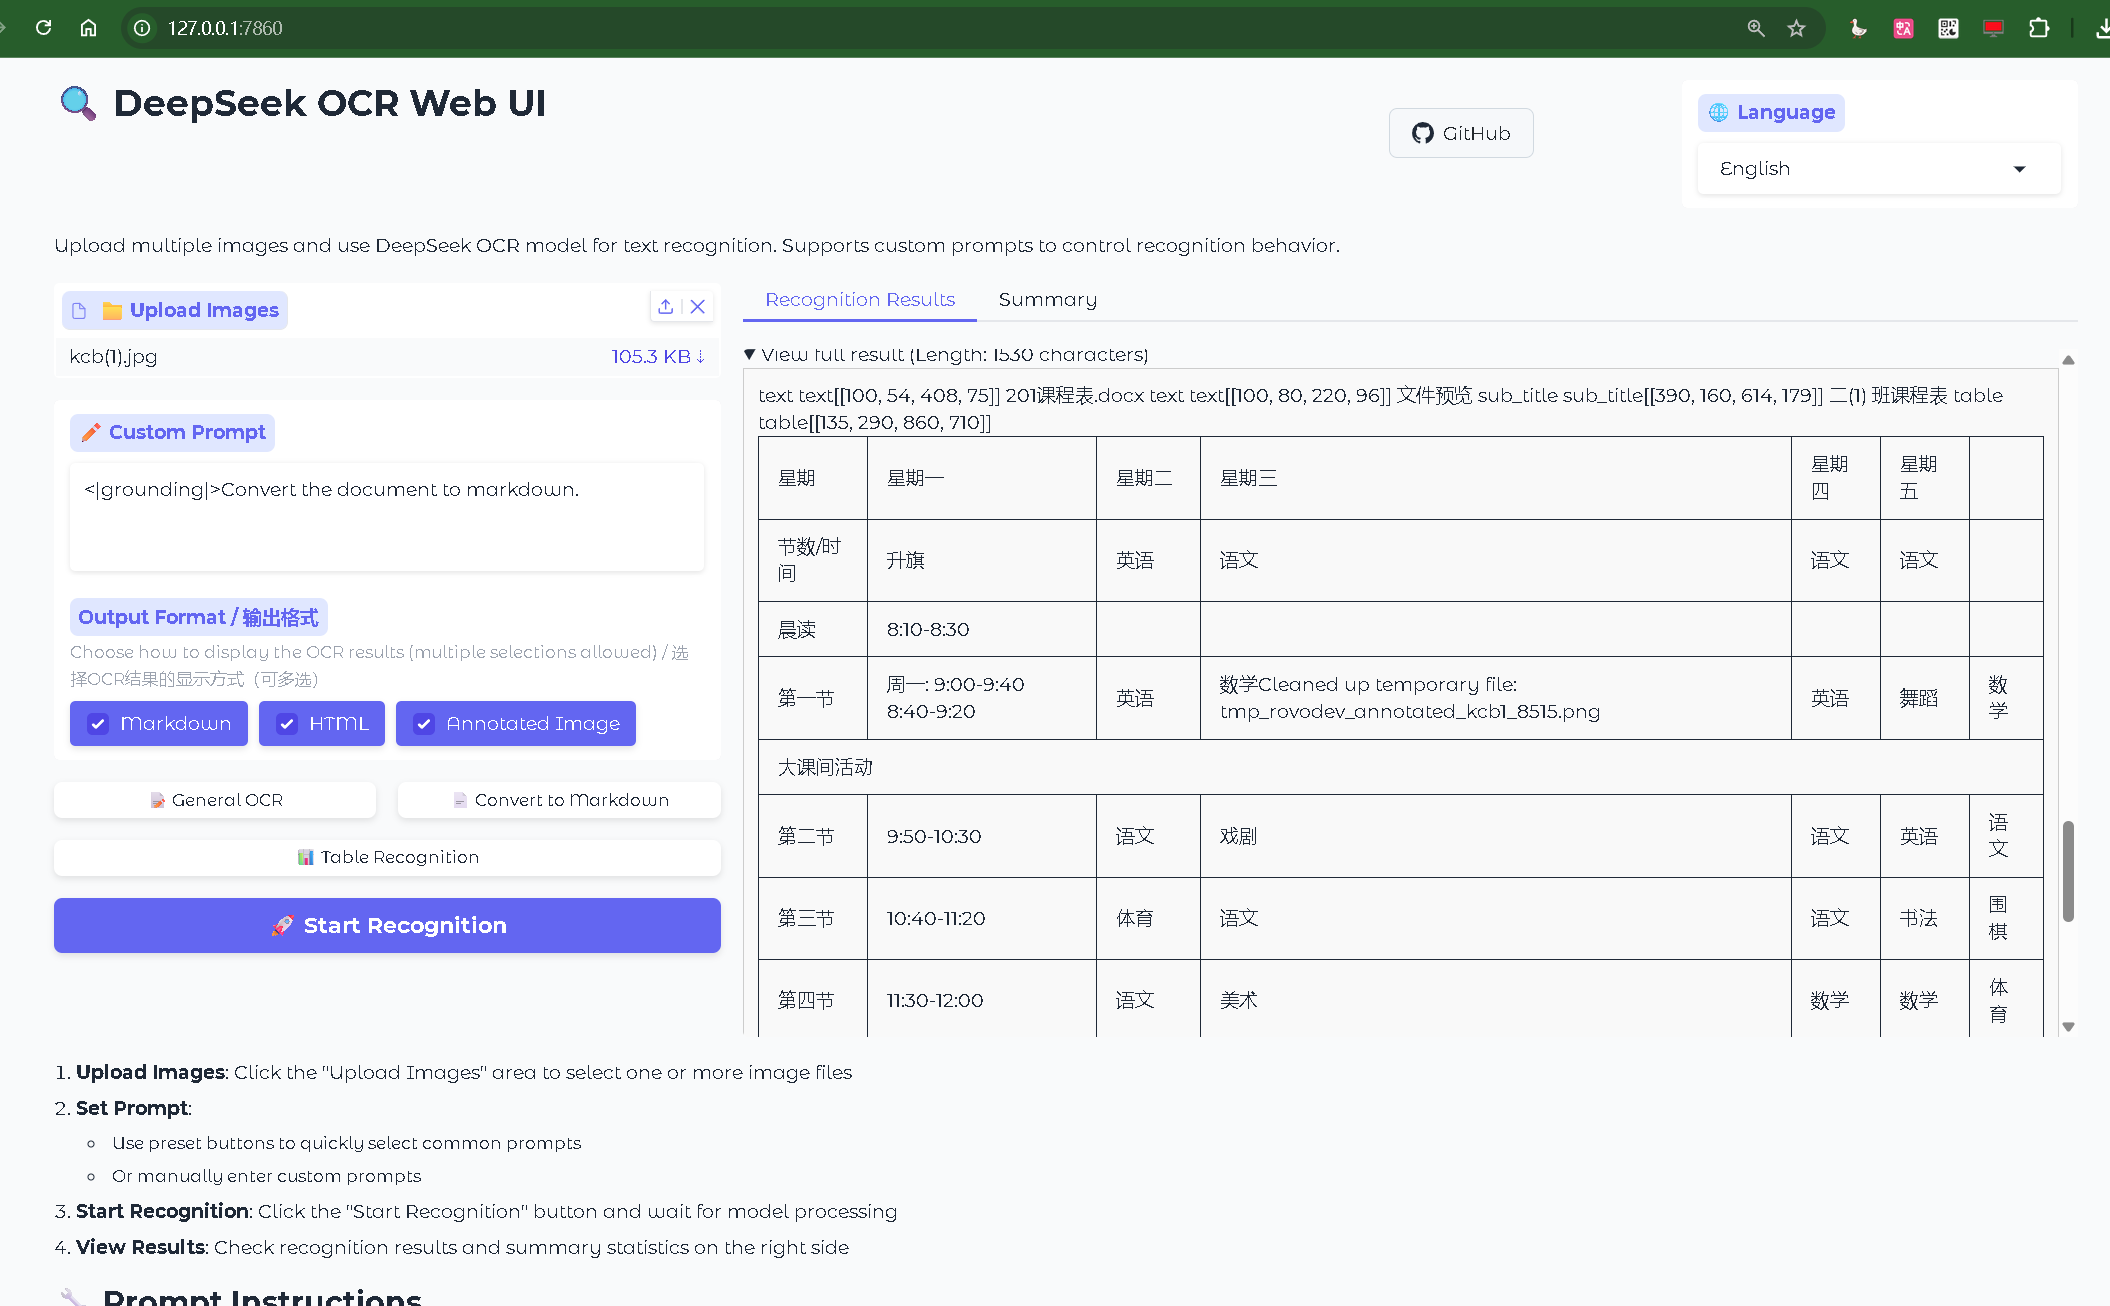 127.0.0.1:7860
🔍 DeepSeek OCR Web UI
GitHub
🌐 Language
English
Upload multiple images and use DeepSeek OCR model for text recognition. Supports custom prompts to control recognition behavior.
📁 Upload Images
kcb(1).jpg
105.3 KB ↓
Custom Prompt
<|grounding|>Convert the document to markdown.
Output Format / 输出格式
Choose how to display the OCR results (multiple selections allowed) / 选
择OCR结果的显示方式（可多选）
Markdown
HTML
Annotated Image
General OCR
Convert to Markdown
Table Recognition
🚀 Start Recognition
Recognition Results
Summary
▼ View full result (Length: 1530 characters)
text text[[100, 54, 408, 75]] 201课程表.docx text text[[100, 80, 220, 96]] 文件预览 sub_title sub_title[[390, 160, 614, 179]] 二(1) 班课程表 table
table[[135, 290, 860, 710]]
星期 星期一 星期二 星期三 星期四 星期五
节数/时间 升旗 英语 语文 语文 语文
晨读 8:10-8:30
第一节 周一: 9:00-9:40 8:40-9:20 英语 数学Cleaned up temporary file: tmp_rovodev_annotated_kcb1_8515.png 英语 舞蹈 数学
大课间活动
第二节 9:50-10:30 语文 戏剧 语文 英语 语文
第三节 10:40-11:20 体育 语文 语文 书法 围棋
第四节 11:30-12:00 语文 美术 数学 数学 体育
1. Upload Images: Click the "Upload Images" area to select one or more image files
2. Set Prompt:
Use preset buttons to quickly select common prompts
Or manually enter custom prompts
3. Start Recognition: Click the "Start Recognition" button and wait for model processing
4. View Results: Check recognition results and summary statistics on the right side
Prompt Instructions